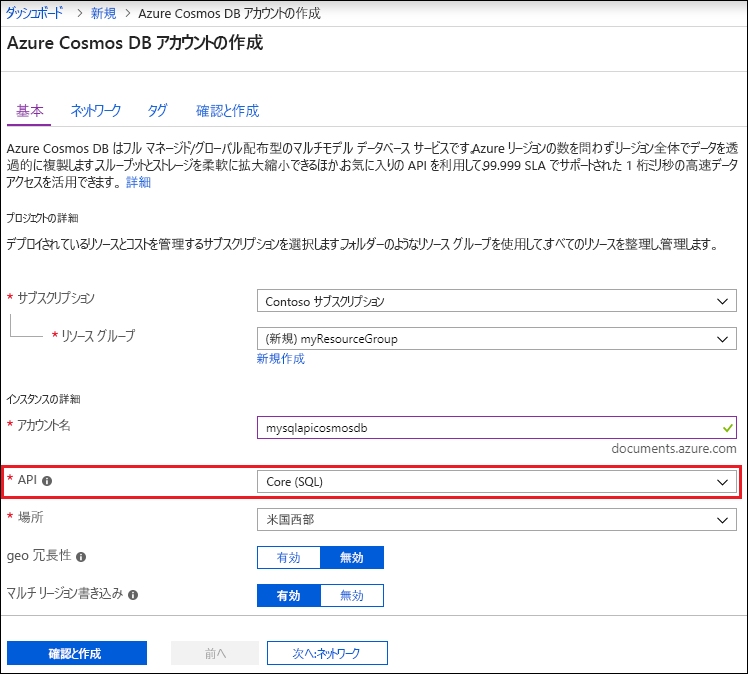 ダッシュボード > 新規 > Azure Cosmos DB アカウントの作成
Azure Cosmos DB アカウントの作成
基本 ネットワーク タグ 確認と作成
Azure Cosmos DB はフル マネージド/グローバル配布型のマルチモデル データベース サービスです。Azure リージョンの数を問わずリージョン全体でデータを透
過的に複製します。スループットとストレージを柔軟に拡大縮小できるほか、お気に入りの API を利用して、99.999 SLA でサポートされた 1 桁ミリ秒の高速データ
アクセスを活用できます。 詳細
プロジェクトの詳細
デプロイされているリソースとコストを管理するサブスクリプションを選択します。フォルダーのようなリソース グループを使用して、すべてのリソースを整理し、管理します。
* サブスクリプション Contoso サブスクリプション
* リソース グループ (新規) myResourceGroup
新規作成
インスタンスの詳細
* アカウント名 mysqlapicosmosdb
documents.azure.com
* API Core (SQL)
* 場所 米国西部
geo 冗長性 有効 無効
マルチ リージョン書き込み 有効 無効
確認と作成 前へ 次へ:ネットワーク